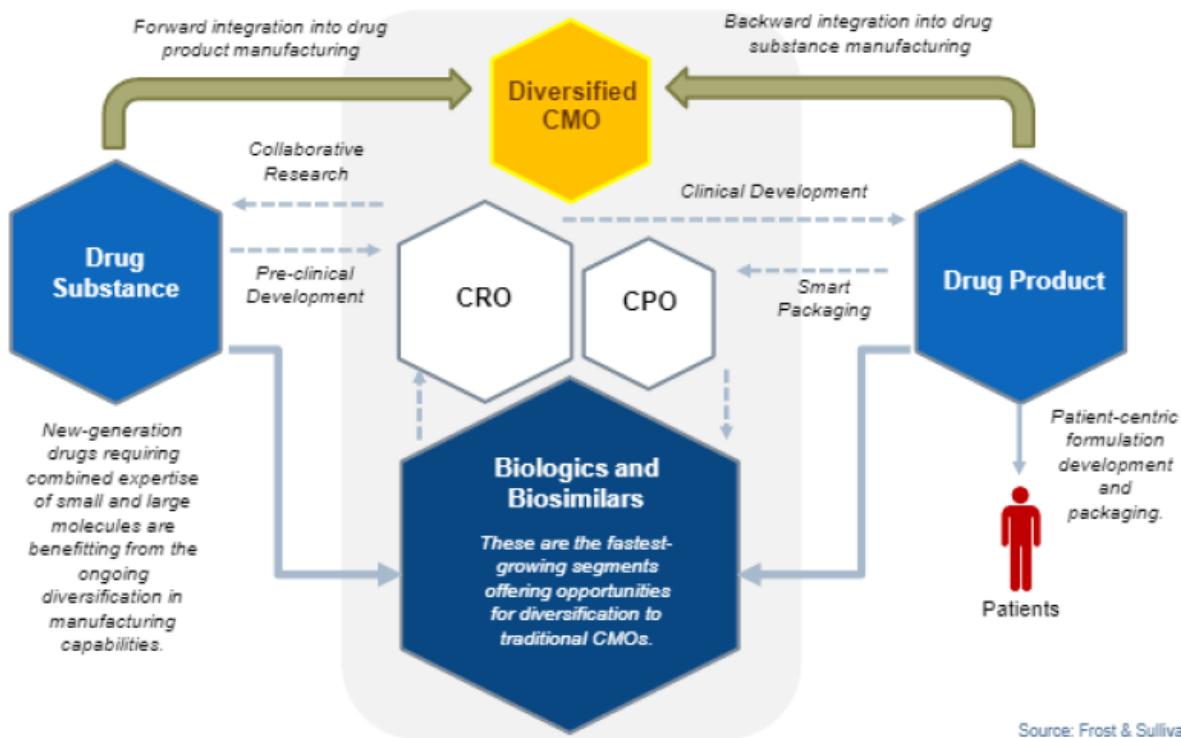 Forward integration into drug
product manufacturing
Backward integration into drug
substance manufacturing
Diversified
CMO
Collaborative
Research
Clinical Development
Drug
Substance
Pre-clinical
Development
CRO
CPO
Smart
Packaging
Drug Product
New-generation
drugs requiring
combined expertise
of small and large
molecules are
benefitting from the
ongoing
diversification in
manufacturing
capabilities.
Biologics and
Biosimilars
These are the fastest-
growing segments
offering opportunities
for diversification to
traditional CMOs.
Patient-centric
formulation
development
and
packaging.
Patients
Source: Frost & Sulliva